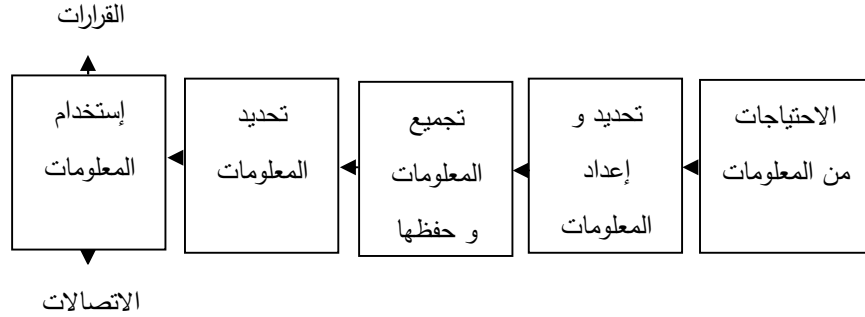 القرارات
الاحتياجات
من المعلومات
تحديد و
إعداد
المعلومات
تجميع
المعلومات
و حفظها
تحديد
المعلومات
إستخدام
المعلومات
الاتصالات